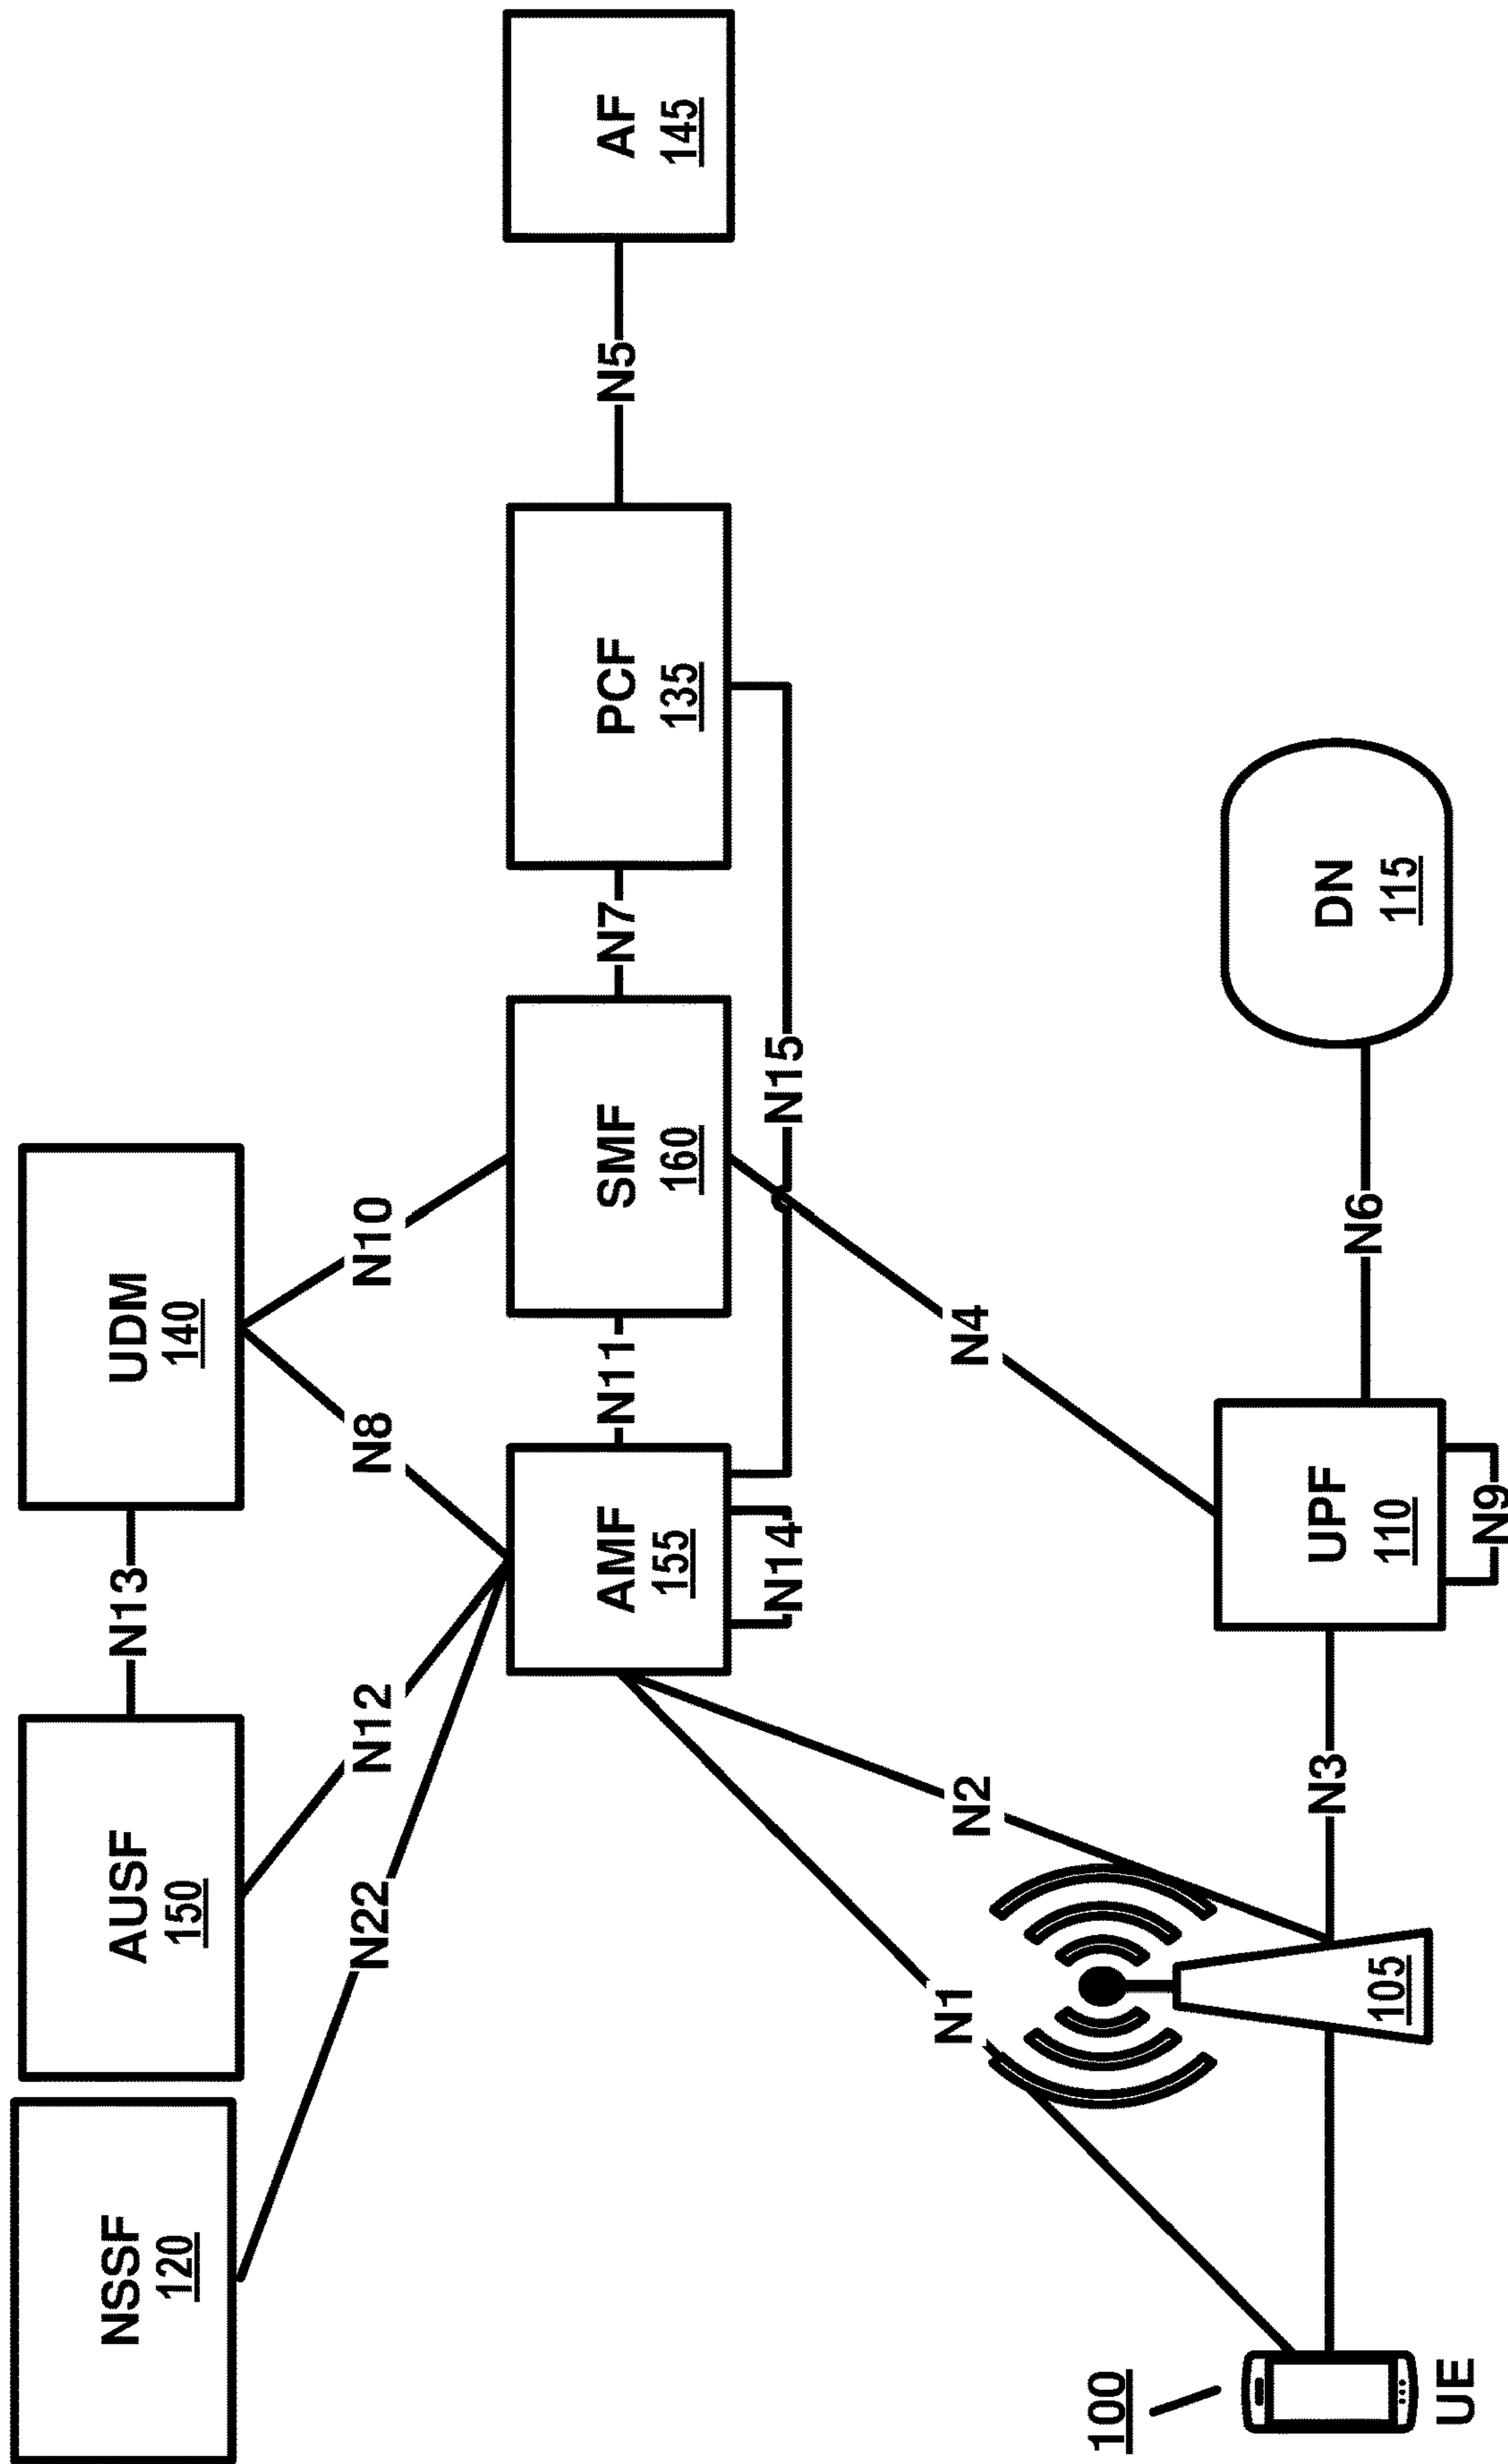 NSSF
120
AUSF
150
N13
UDM
140
N22
N12
N8
N10
AMF
155
N11
SMF
160
N7
PCF
135
N5
AF
145
N14
N15
N1
N2
N4
100
UE
105
N3
UPF
110
N9
N6
DN
115